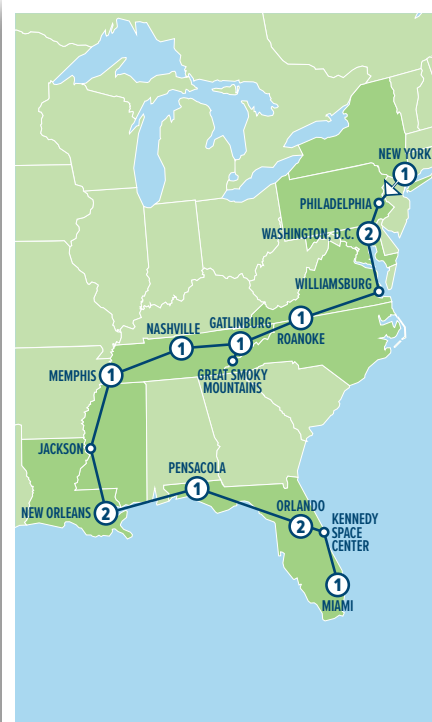 NEW YORK
1
PHILADELPHIA
WASHINGTON, D.C.
2
WILLIAMSBURG
GATLINBURG
1
ROANOKE
1
NASHVILLE
1
GREAT SMOKY
MOUNTAINS
MEMPHIS
1
JACKSON
PENSACOLA
1
NEW ORLEANS
2
ORLANDO
2
KENNEDY
SPACE
CENTER
1
MIAMI